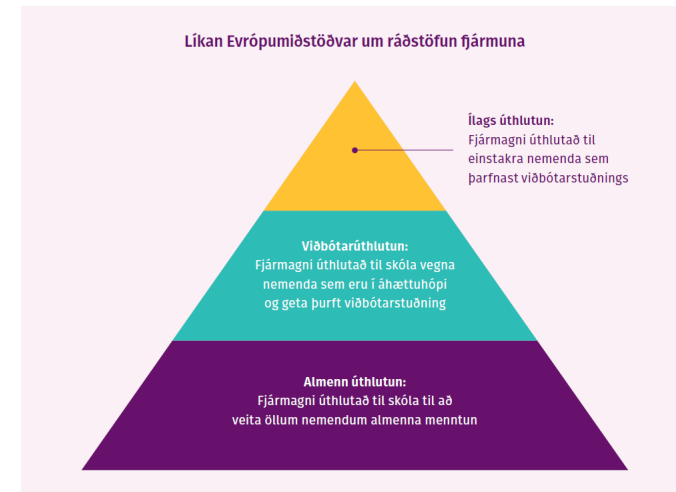 Líkan Evrópumiðstöðvar um ráðstöfun fjármuna
Ílags úthlutun:
Fjármagni úthlutað til
einstakra nemenda sem
þarfnast viðbótarstuðnings
Viðbótarúthlutun:
Fjármagni úthlutað til skóla vegna
nemenda sem eru í áhættuhópi
og geta þurft viðbótarstuðning
Almenn úthlutun:
Fjármagni úthlutað til skóla til að
veita öllum nemendum almenna menntun